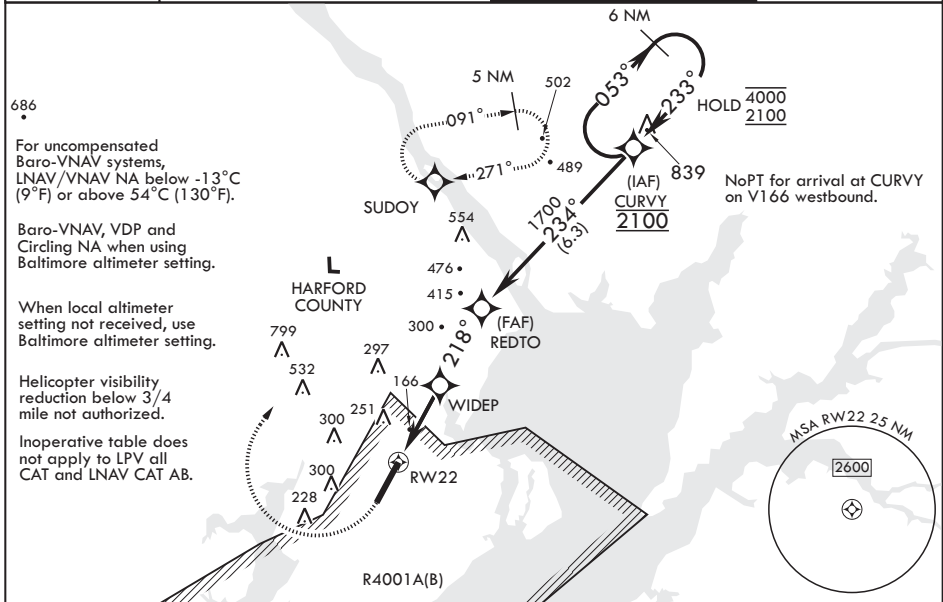 6 NM
053°
233°
HOLD
4000
2100
5 NM
502
091°
271°
489
686
For uncompensated
Baro-VNAV systems,
LNAV/VNAV NA below -13°C
(9°F) or above 54°C (130°F).
Baro-VNAV, VDP and
Circling NA when using
Baltimore altimeter setting.
When local altimeter
setting not received, use
Baltimore altimeter setting.
Helicopter visibility
reduction below 3/4
mile not authorized.
Inoperative table does
not apply to LPV all
CAT and LNAV CAT AB.
839
(IAF)
CURVY
2100
NoPT for arrival at CURVY
on V166 westbound.
SUDOY
1700
234°
(6.3)
554
L
HARFORD
COUNTY
476
415
300
(FAF)
REDTO
218°
799
532
297
166
251
WIDEP
300
RW22
300
228
R4001A(B)
MSA RW22 25 NM
2600